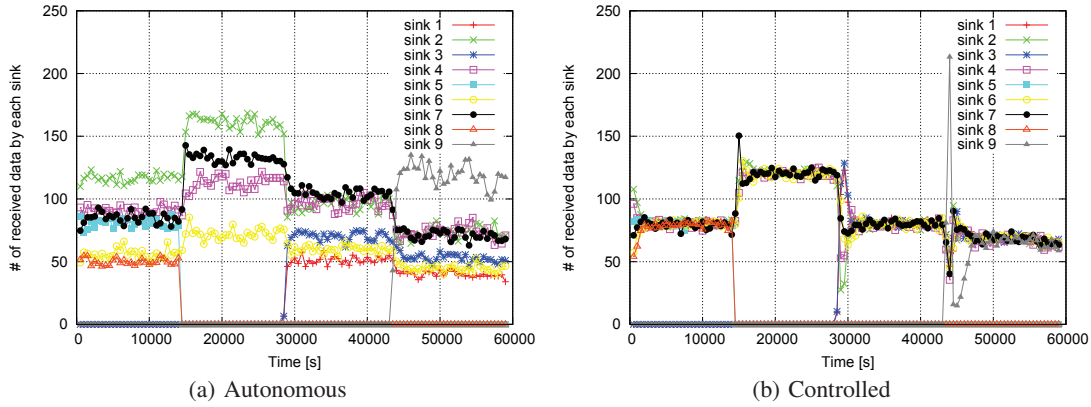 # of received data by each sink
250
200
150
100
50
0
sink 1
sink 2
sink 3
sink 4
sink 5
sink 6
sink 7
sink 8
sink 9
0 10000 20000 30000 40000 50000 60000
Time [s]
(a) Autonomous
# of received data by each sink
250
200
150
100
50
0
sink 1
sink 2
sink 3
sink 4
sink 5
sink 6
sink 7
sink 8
sink 9
0 10000 20000 30000 40000 50000 60000
Time [s]
(b) Controlled